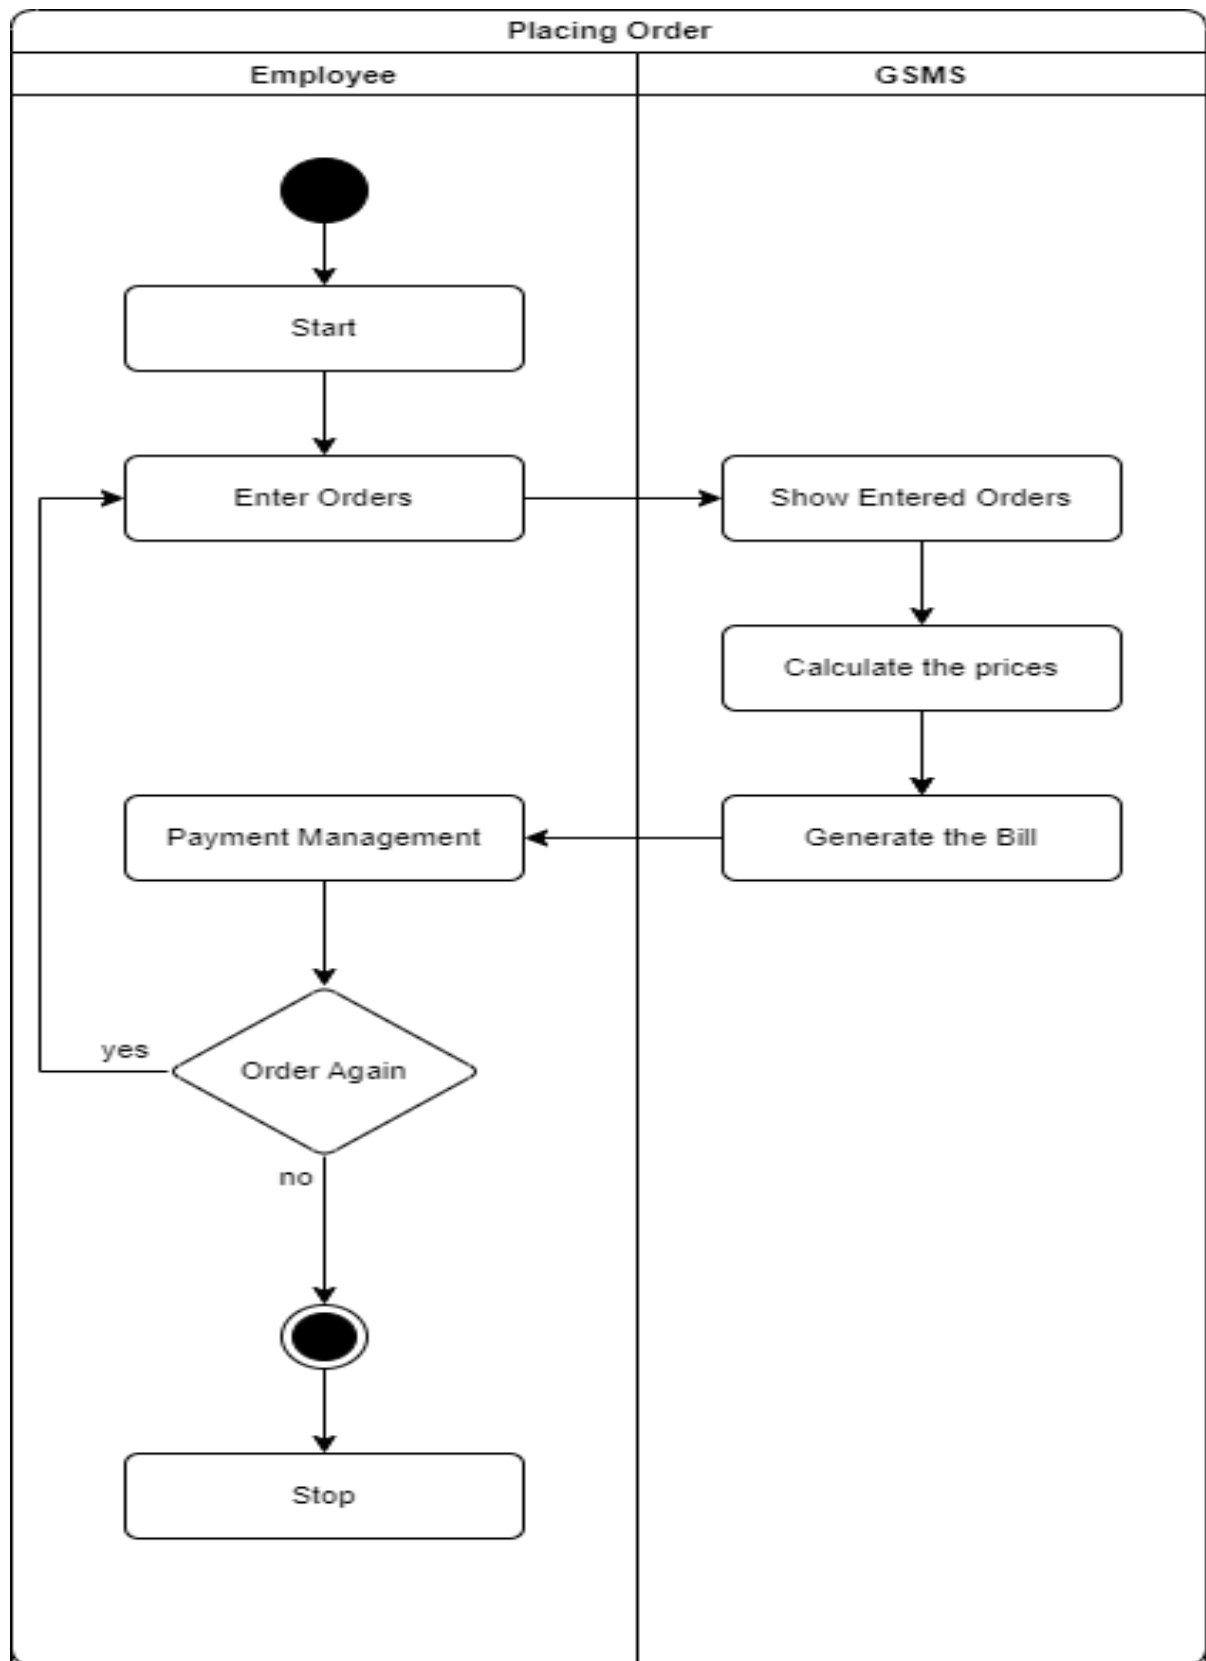 Placing Order
Employee
GSMS
Start
Enter Orders
Show Entered Orders
Calculate the prices
Generate the Bill
Payment Management
Order Again
yes
no
Stop